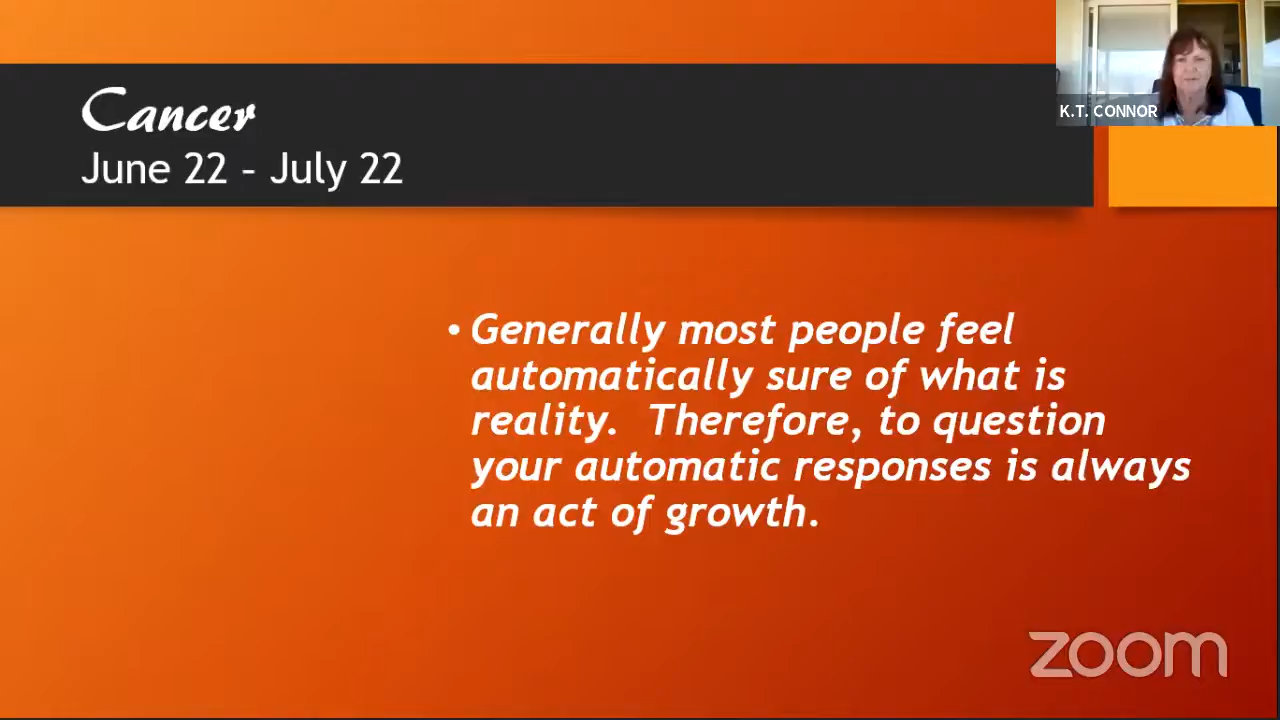 Cancer
June 22 – July 22
K.T. CONNOR
• Generally most people feel
automatically sure of what is
reality.  Therefore, to question
your automatic responses is always
an act of growth.
zoom